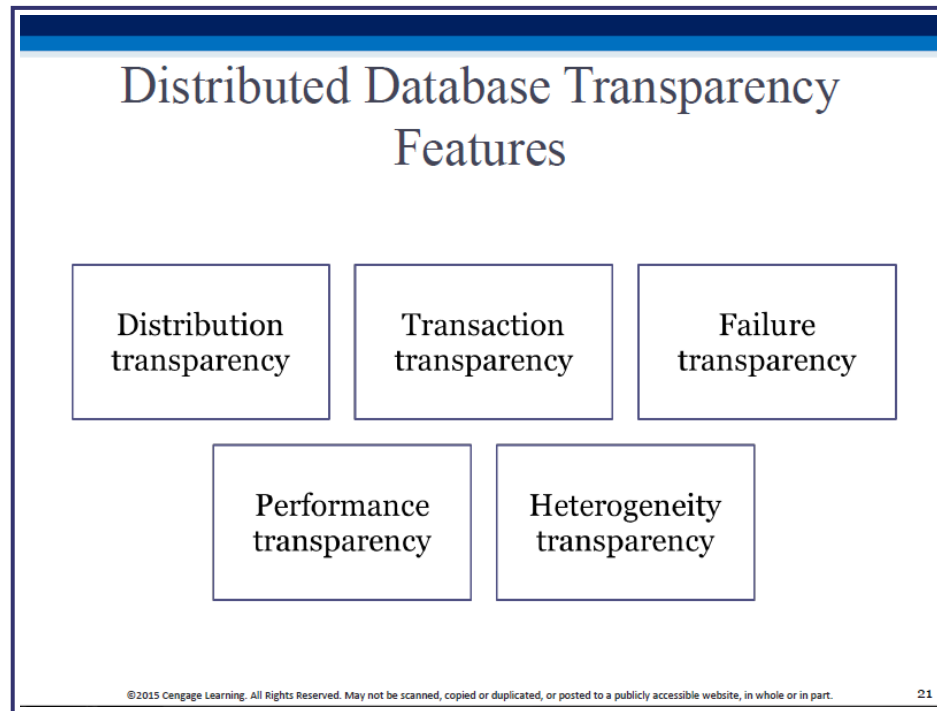 Distributed Database Transparency
Features
Distribution
transparency
Transaction
transparency
Failure
transparency
Performance
transparency
Heterogeneity
transparency
©2015 Cengage Learning. All Rights Reserved. May not be scanned, copied or duplicated, or posted to a publicly accessible website, in whole or in part.
21